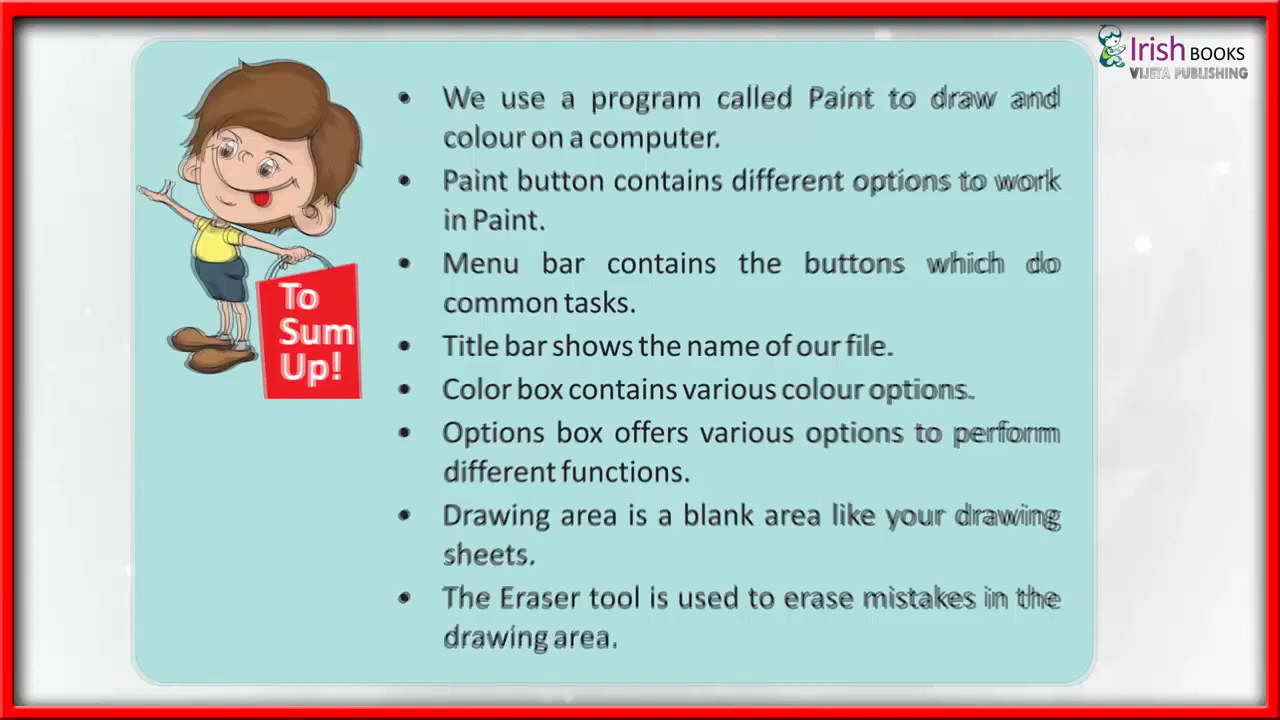 Irish BOOKS
VIJETA PUBLISHING
• We use a program called Paint to draw and
colour on a computer.
• Paint button contains different options to work
in Paint.
• Menu bar contains the buttons which do
common tasks.
• Title bar shows the name of our file.
• Color box contains various colour options.
• Options box offers various options to perform
different functions.
• Drawing area is a blank area like your drawing
sheets.
• The Eraser tool is used to erase mistakes in the
drawing area.
To
Sum
Up!